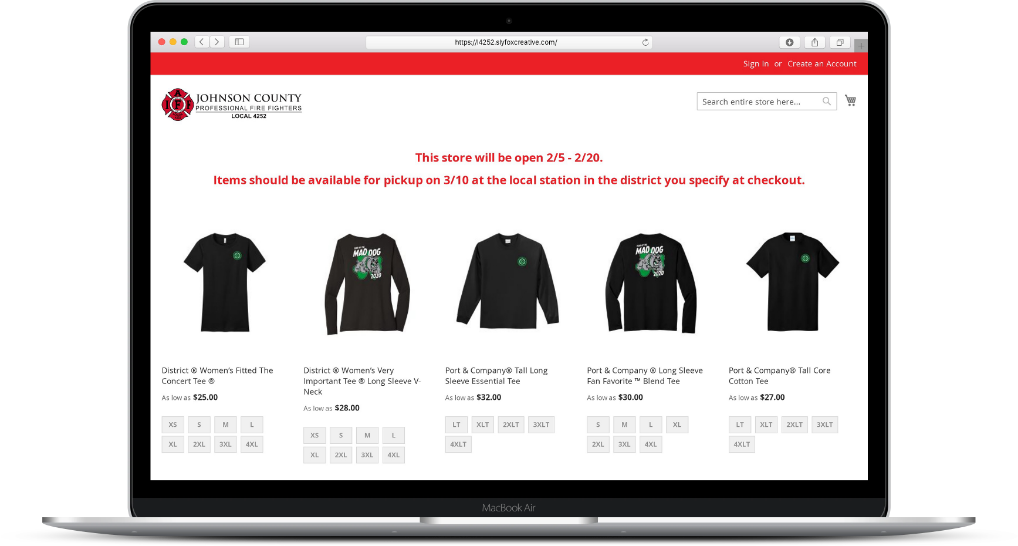 https://l4252.slyfoxcreative.com/
Sign In or Create an Account
JOHNSON COUNTY
PROFESSIONAL FIRE FIGHTERS
LOCAL 4252
Search entire store here...
This store will be open 2/5 - 2/20.
Items should be available for pickup on 3/10 at the local station in the district you specify at checkout.
MAD DOG
2020
MAD DOG
2020
District ® Women's Fitted The
Concert Tee ®
As low as $25.00
XS S M L
XL 2XL 3XL 4XL
District ® Women's Very
Important Tee ® Long Sleeve V-
Neck
As low as $28.00
XS S M L
XL 2XL 3XL 4XL
Port & Company® Tall Long
Sleeve Essential Tee
As low as $32.00
LT XLT 2XLT 3XLT
4XLT
Port & Company ® Long Sleeve
Fan Favorite ™ Blend Tee
As low as $30.00
S M L XL
2XL 3XL 4XL
Port & Company® Tall Core
Cotton Tee
As low as $27.00
LT XLT 2XLT 3XLT
4XLT
MacBook Air